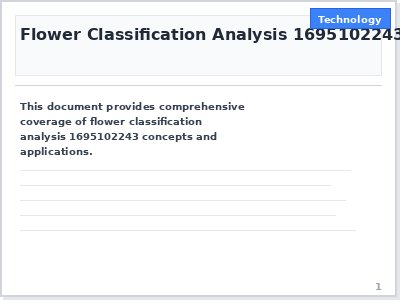 Technology
Flower Classification Analysis 1695102243
This document provides comprehensive
coverage of flower classification
analysis 1695102243 concepts and
applications.
1